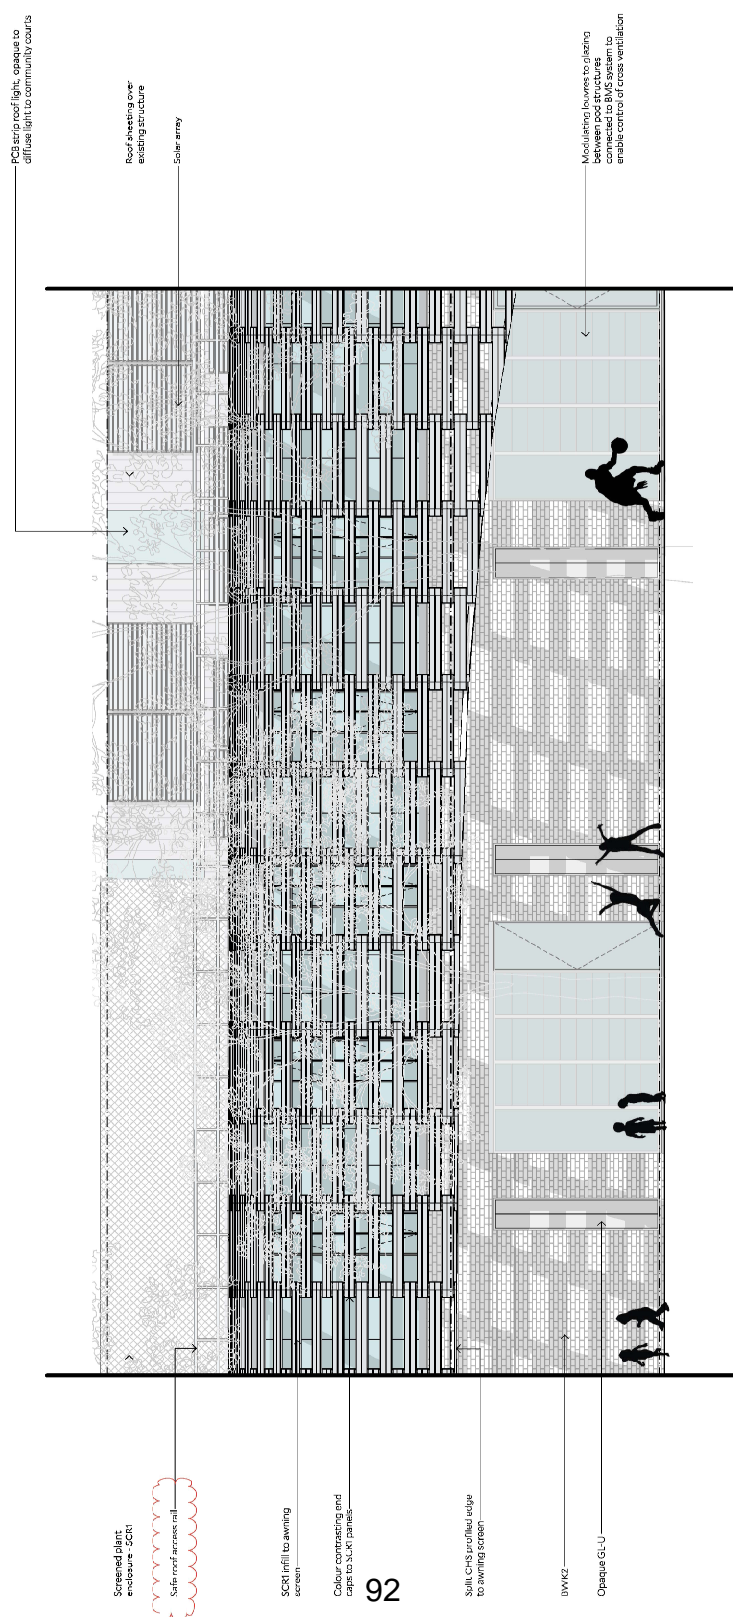 PCB strip roof light, opaque to
diffuse light to community courts
Roof sheeting over
existing structure
Solar array
Modulating louvres to glazing
between pod structures
connected to BMS system to
enable control of cross ventilation
Screened plant
enclosure - SCR1
Safe roof access rail
SCR1 infill to awning
screen
Colour contrasting end
caps to SCR1 panels
Split CHS profiled edge
to awning screen
BWK2
Opaque GL-U
92